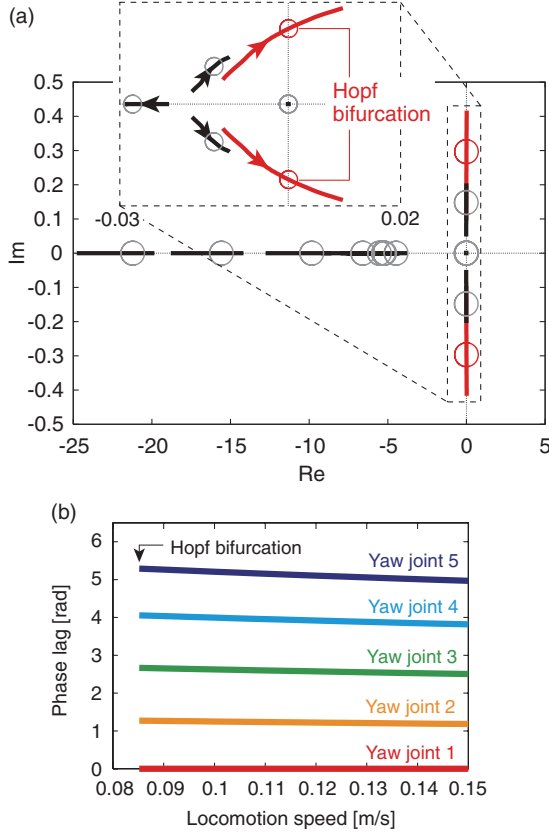 (a)
0.5
0.4
0.3
0.2
0.1
0
-0.1
-0.2
-0.3
-0.4
-0.5
Im
Hopf
bifurcation
-0.03
0.02
-25
-20
-15
-10
-5
0
5
Re
(b)
6
5
4
3
2
1
0
Phase lag [rad]
Hopf bifurcation
Yaw joint 5
Yaw joint 4
Yaw joint 3
Yaw joint 2
Yaw joint 1
0.08
0.09
0.10
0.11
0.12
0.13
0.14
0.15
Locomotion speed [m/s]